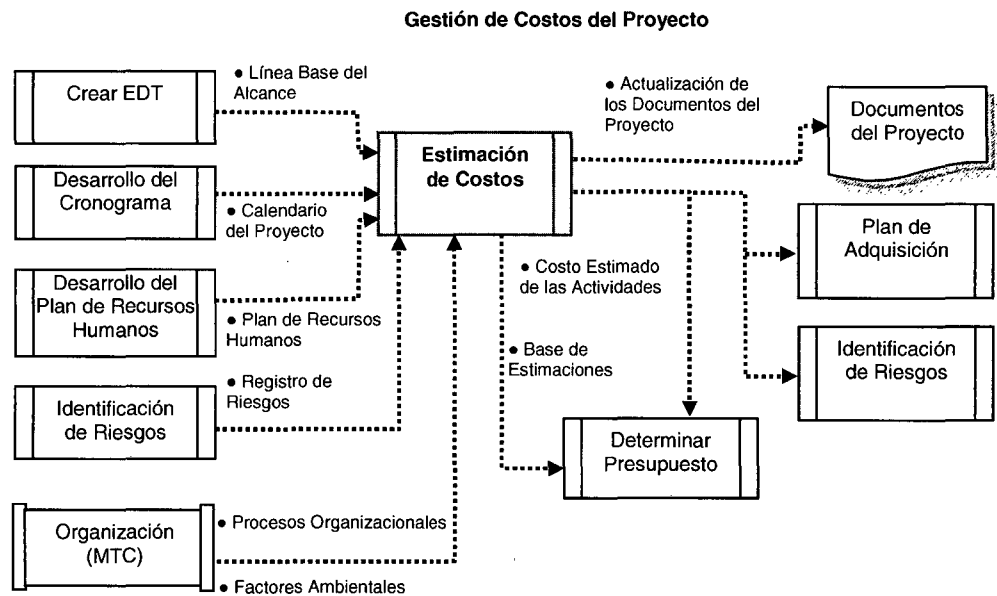 Gestión de Costos del Proyecto
Crear EDT
● Línea Base del
Alcance
Desarrollo del
Cronograma
● Calendario
del Proyecto
Desarrollo del
Plan de Recursos
Humanos
● Plan de Recursos
Humanos
Identificación
de Riesgos
● Registro de
Riesgos
Organización
(MTC)
● Procesos Organizacionales
● Factores Ambientales
Estimación
de Costos
● Actualización de
los Documentos del
Proyecto
Documentos
del Proyecto
● Costo Estimado
de las Actividades
Plan de
Adquisición
● Base de
Estimaciones
Identificación
de Riesgos
Determinar
Presupuesto